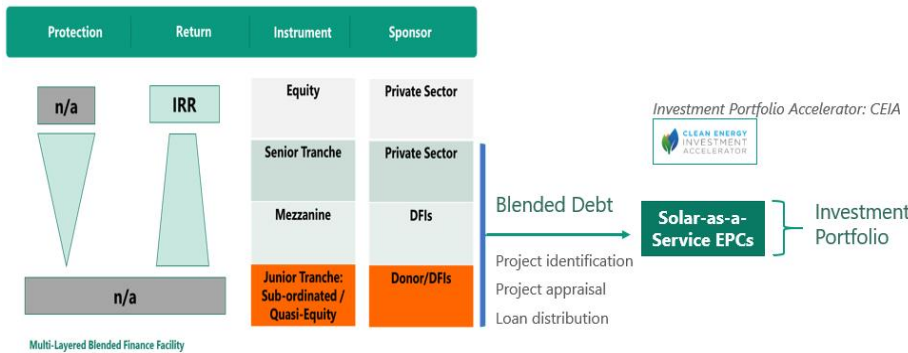 Protection Return Instrument Sponsor
n/a
IRR
Equity
Private Sector
Senior Tranche
Private Sector
Mezzanine
DFIs
n/a
Junior Tranche:
Sub-ordinated /
Quasi-Equity
Donor/DFIs
Multi-Layered Blended Finance Facility
Investment Portfolio Accelerator: CEIA
CLEAN ENERGY
INVESTMENT
ACCELERATOR
Blended Debt
Project identification
Project appraisal
Loan distribution
Solar-as-a-
Service EPCs
Investment
Portfolio